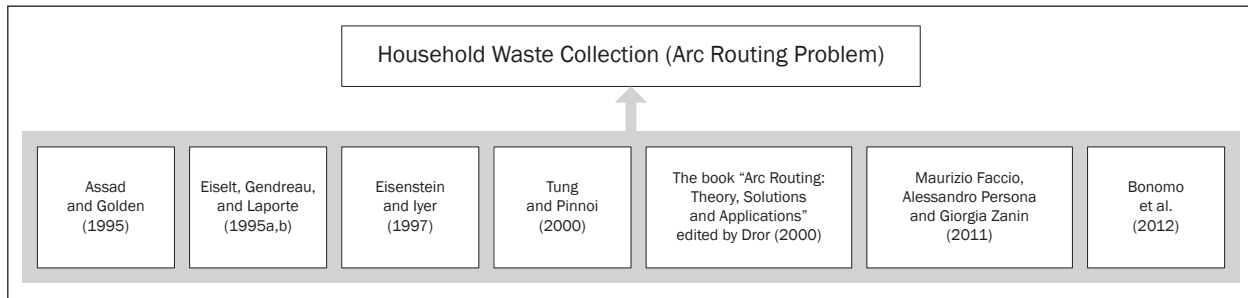 Household Waste Collection (Arc Routing Problem)
Assad
and Golden
(1995)
Eiselt, Gendreau,
and Laporte
(1995a,b)
Eisenstein
and Iyer
(1997)
Tung
and Pinnoi
(2000)
The book "Arc Routing:
Theory, Solutions
and Applications"
edited by Dror (2000)
Maurizio Faccio,
Alessandro Persona
and Giorgia Zanin
(2011)
Bonomo
et al.
(2012)